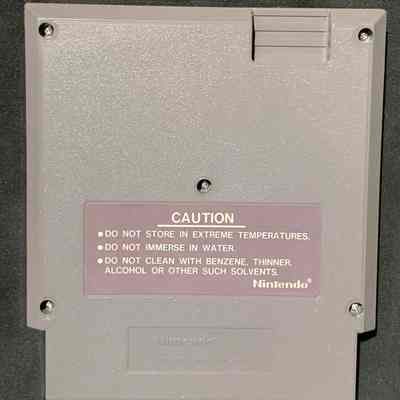 CAUTION
•DO NOT STORE IN EXTREME TEMPERATURES.
•DO NOT IMMERSE IN WATER.
•DO NOT CLEAN WITH BENZENE, THINNER,
ALCOHOL OR OTHER SUCH SOLVENTS.
Nintendo®